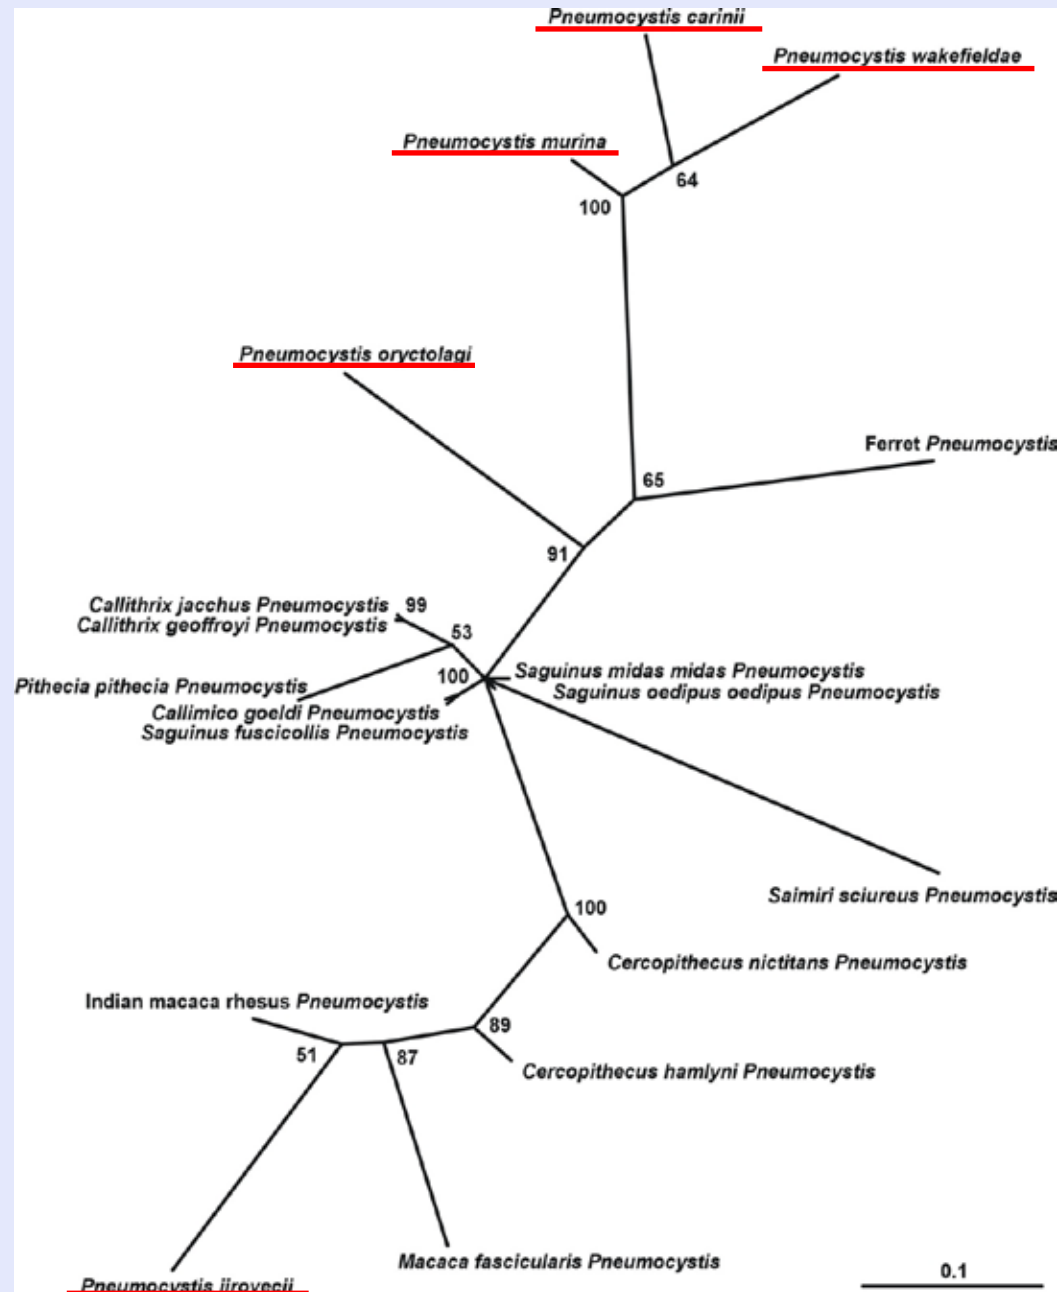 Pneumocystis carinii
Pneumocystis wakefieldae
Pneumocystis murina
64
100
Pneumocystis oryctolagi
Ferret Pneumocystis
65
91
Callithrix jacchus Pneumocystis
99
Callithrix geoffroyi Pneumocystis
53
100
Saguinus midas midas Pneumocystis
Pithecia pithecia Pneumocystis
Saguinus oedipus oedipus Pneumocystis
Callimico goeldi Pneumocystis
Saguinus fuscicollis Pneumocystis
Saimiri sciureus Pneumocystis
100
Cercopithecus nictitans Pneumocystis
Indian macaca rhesus Pneumocystis
89
51
87
Cercopithecus hamlyni Pneumocystis
Macaca fascicularis Pneumocystis
0.1
Pneumocystis jirovecii